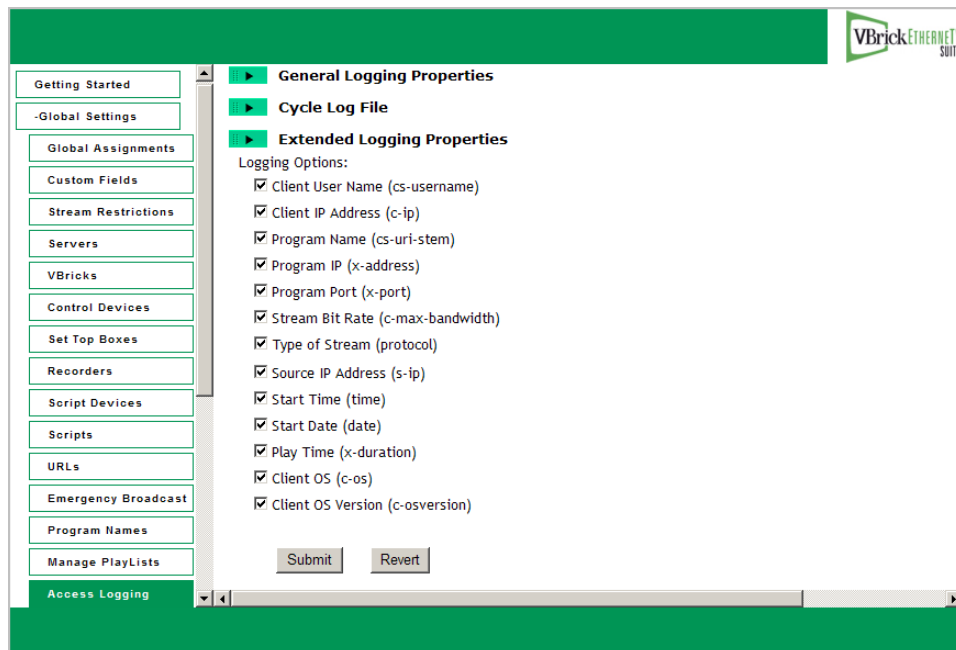 VBrick ETHERNET
SUIT
Getting Started
-Global Settings
Global Assignments
Custom Fields
Stream Restrictions
Servers
VBricks
Control Devices
Set Top Boxes
Recorders
Script Devices
Scripts
URLs
Emergency Broadcast
Program Names
Manage PlayLists
Access Logging
General Logging Properties
Cycle Log File
Extended Logging Properties
Logging Options:
Client User Name (cs-username)
Client IP Address (c-ip)
Program Name (cs-uri-stem)
Program IP (x-address)
Program Port (x-port)
Stream Bit Rate (c-max-bandwidth)
Type of Stream (protocol)
Source IP Address (s-ip)
Start Time (time)
Start Date (date)
Play Time (x-duration)
Client OS (c-os)
Client OS Version (c-osversion)
Submit Revert